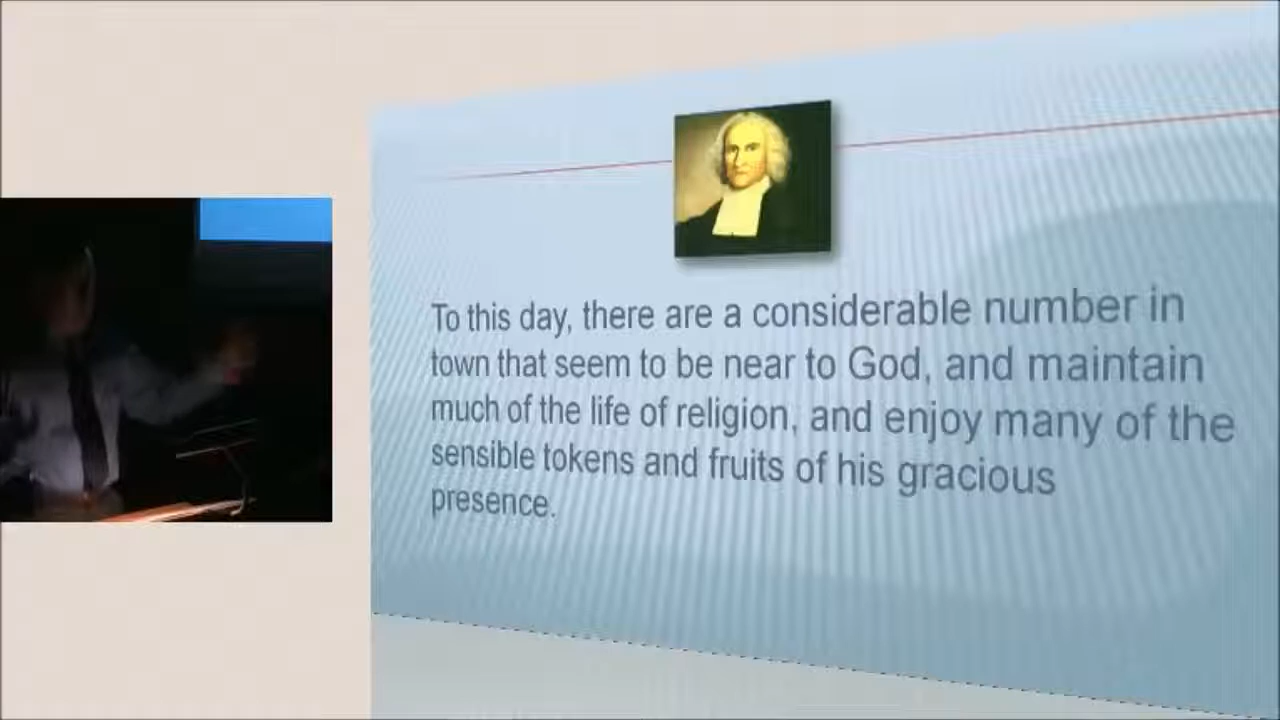 To this day, there are a considerable number in
town that seem to be near to God, and maintain
much of the life of religion, and enjoy many of the
sensible tokens and fruits of his gracious
presence.